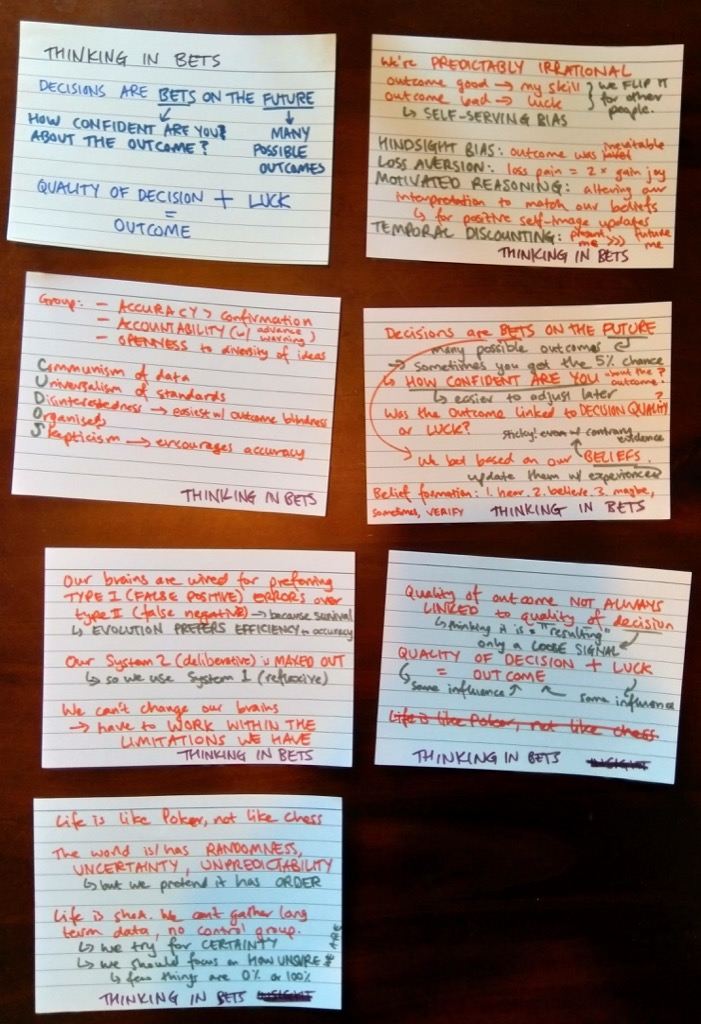 THINKING IN BETS
DECISIONS ARE BETS ON THE FUTURE
HOW CONFIDENT ARE YOU?
ABOUT THE OUTCOME?
MANY
POSSIBLE
OUTCOMES
QUALITY OF DECISION + LUCK
=
OUTCOME
We're PREDICTABLY IRRATIONAL
outcome good → my skill } we FLIP IT
outcome bad → luck } for other
people.
↳ SELF-SERVING BIAS
HINDSIGHT BIAS: outcome was inevitable
LOSS AVERSION: loss pain = 2 × gain joy
MOTIVATED REASONING: altering our
interpretation to match our beliefs
↳ for positive self-image updates
TEMPORAL DISCOUNTING: present me >>> future me
THINKING IN BETS
Group: - ACCURACY > confirmation
- ACCOUNTABILITY (w/ advance warning)
- OPENNESS to diversity of ideas
Communism of data
Universalism of standards
Disinterestedness → easiest w/ outcome blindness
Organised
Skepticism → encourages accuracy
THINKING IN BETS
Decisions are BETS ON THE FUTURE
many possible outcomes
→ sometimes you got the 5% chance
↳ HOW CONFIDENT ARE YOU about the outcome?
↳ easier to adjust later
Was the outcome linked to DECISION QUALITY
or LUCK?
sticky! even w/ contrary evidence
We bet based on our BELIEFS.
update them w/ experience?
Belief formation: 1. hear. 2. believe. 3. maybe,
sometimes, VERIFY
THINKING IN BETS
Our brains are wired for preferring
TYPE I (FALSE POSITIVE) ERRORS over
type II (false negative) → because survival
↳ EVOLUTION PREFERS EFFICIENCY to accuracy
Our System 2 (deliberative) is MAXED OUT
↳ so we use System 1 (reflexive)
We can't change our brains
→ have to WORK WITHIN THE
LIMITATIONS WE HAVE
THINKING IN BETS
Quality of outcome NOT ALWAYS
LINKED to quality of decision
↳ thinking it is = "resulting"
only a LOOSE SIGNAL
QUALITY OF DECISION + LUCK
= OUTCOME
↳ some influence ↑ some influence
Life is like Poker, not like chess
THINKING IN BETS INSIGHT
Life is like Poker, not like chess
The world is/has RANDOMNESS,
UNCERTAINTY, UNPREDICTABILITY
↳ but we pretend it has ORDER
Life is short. We can't gather long
term data, no control group.
↳ we try for CERTAINTY
↳ we should focus on HOW UNSURE WE ARE
↳ few things are 0% or 100%
THINKING IN BETS INSIGHT